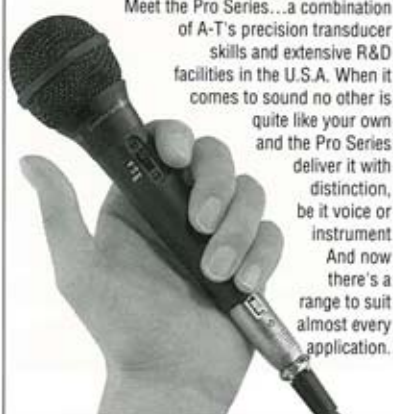 Meet the Pro Series...a combination
of A-T's precision transducer
skills and extensive R&D
facilities in the U.S.A. When it
comes to sound no other is
quite like your own
and the Pro Series
deliver it with
distinction,
be it voice or
instrument
And now
there's a
range to suit
almost every
application.